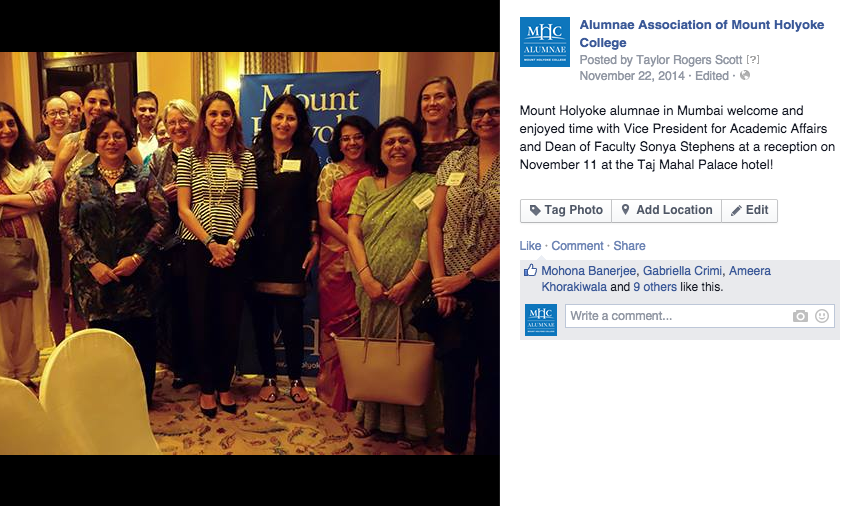 Mount
MHC
ALUMNAE
MOUNT HOLYOKE COLLEGE
Alumnae Association of Mount Holyoke
College
Posted by Taylor Rogers Scott [?]
November 22, 2014 · Edited ·
Mount Holyoke alumnae in Mumbai welcome and
enjoyed time with Vice President for Academic Affairs
and Dean of Faculty Sonya Stephens at a reception on
November 11 at the Taj Mahal Palace hotel!
Tag Photo Add Location Edit
Like · Comment · Share
Mohona Banerjee, Gabriella Crimi, Ameera
Khorakiwala and 9 others like this.
MHC
ALUMNAE
Write a comment...